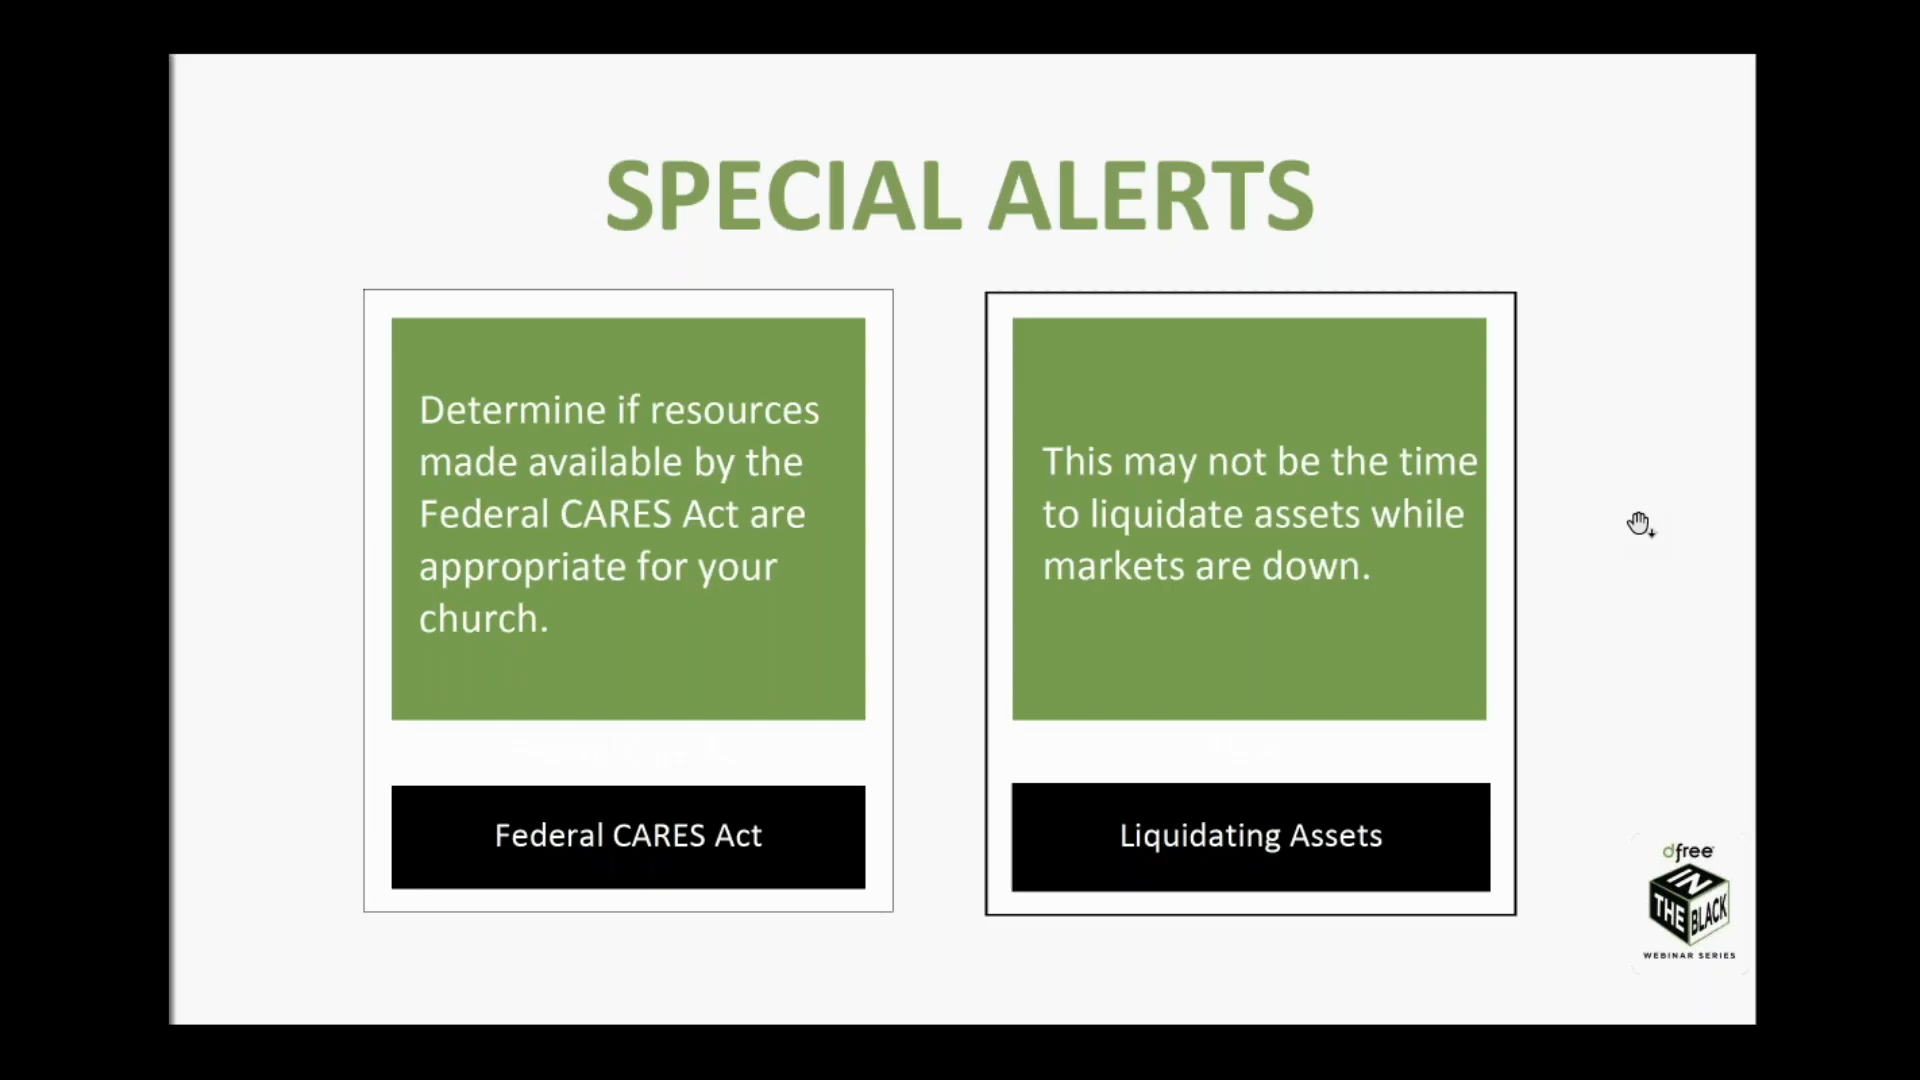 SPECIAL ALERTS
Determine if resources
made available by the
Federal CARES Act are
appropriate for your
church.
Federal CARES Act
This may not be the time
to liquidate assets while
markets are down.
Liquidating Assets
dfree
IN
THE BLACK
WEBINAR SERIES